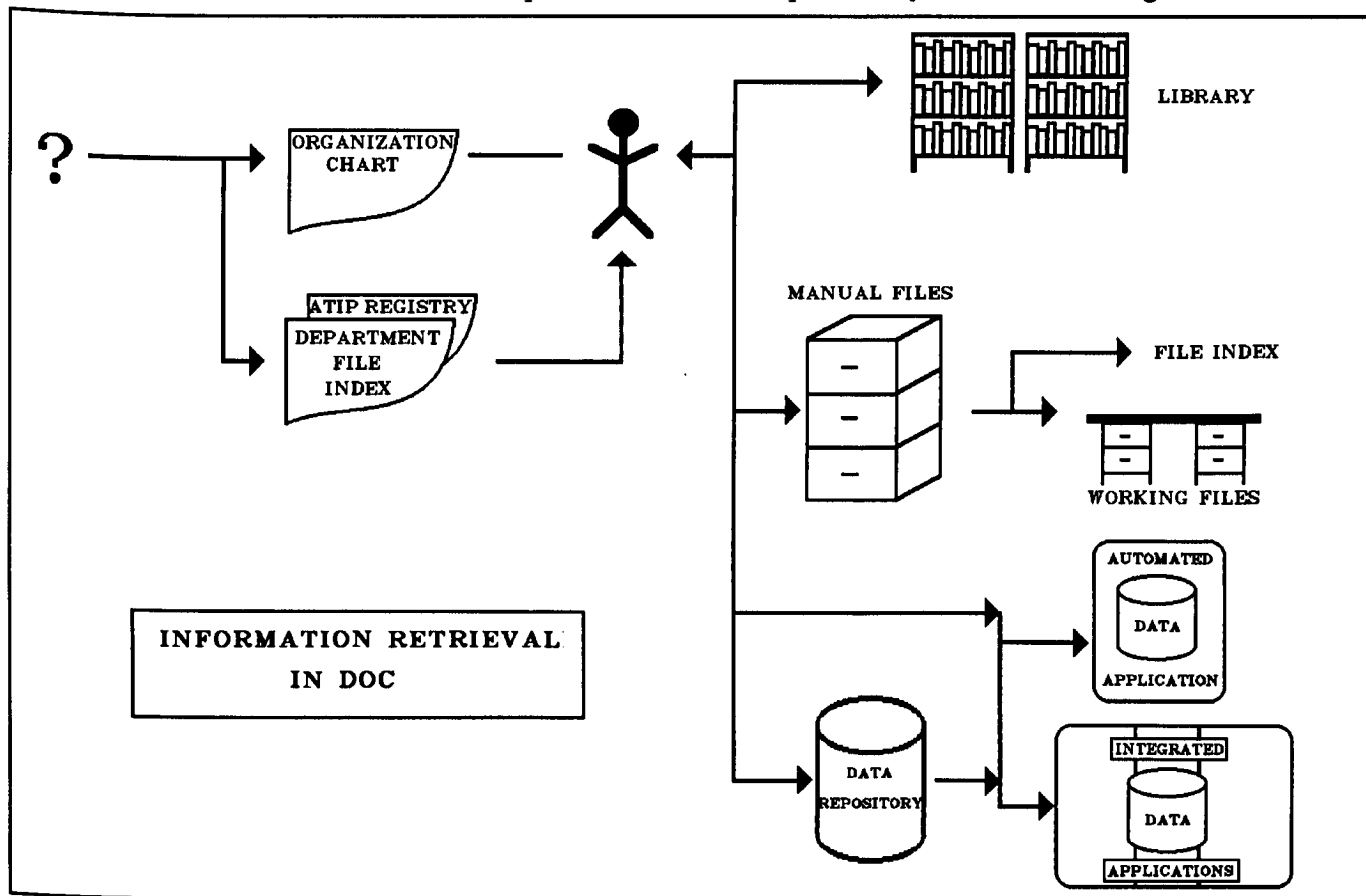 ?
ORGANIZATION
CHART
ATIP REGISTRY
DEPARTMENT
FILE
INDEX
LIBRARY
MANUAL FILES
FILE INDEX
WORKING FILES
INFORMATION RETRIEVAL
IN DOC
AUTOMATED
DATA
APPLICATION
DATA
REPOSITORY
INTEGRATED
DATA
APPLICATIONS